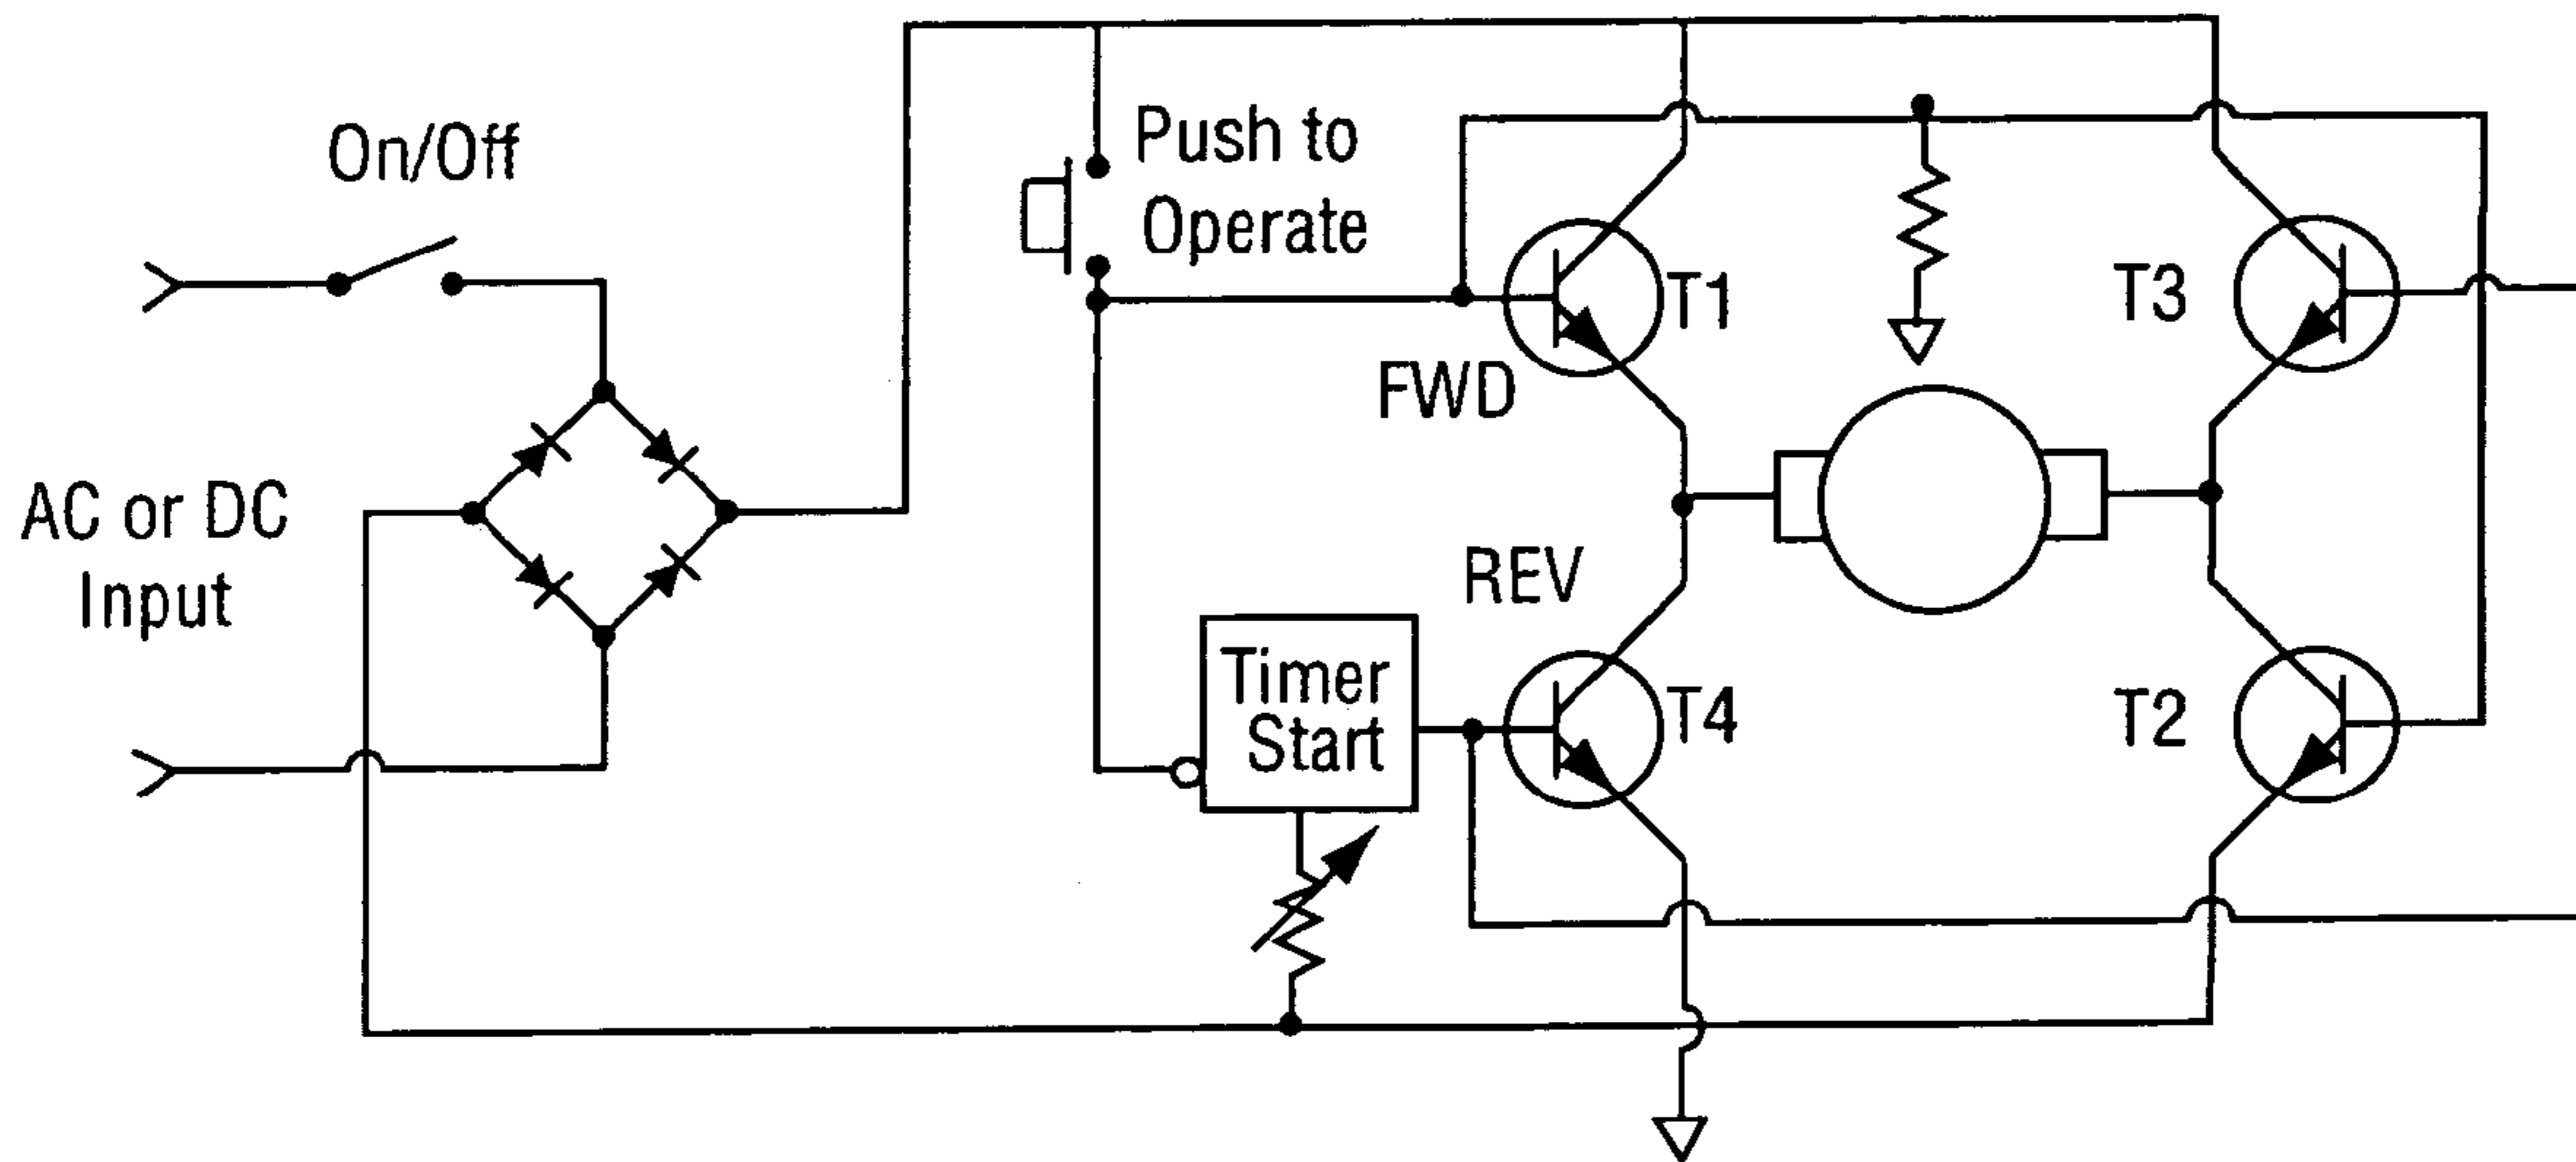 On/Off
AC or DC
Input
Push to
Operate
T1
T3
FWD
REV
Timer
Start
T4
T2